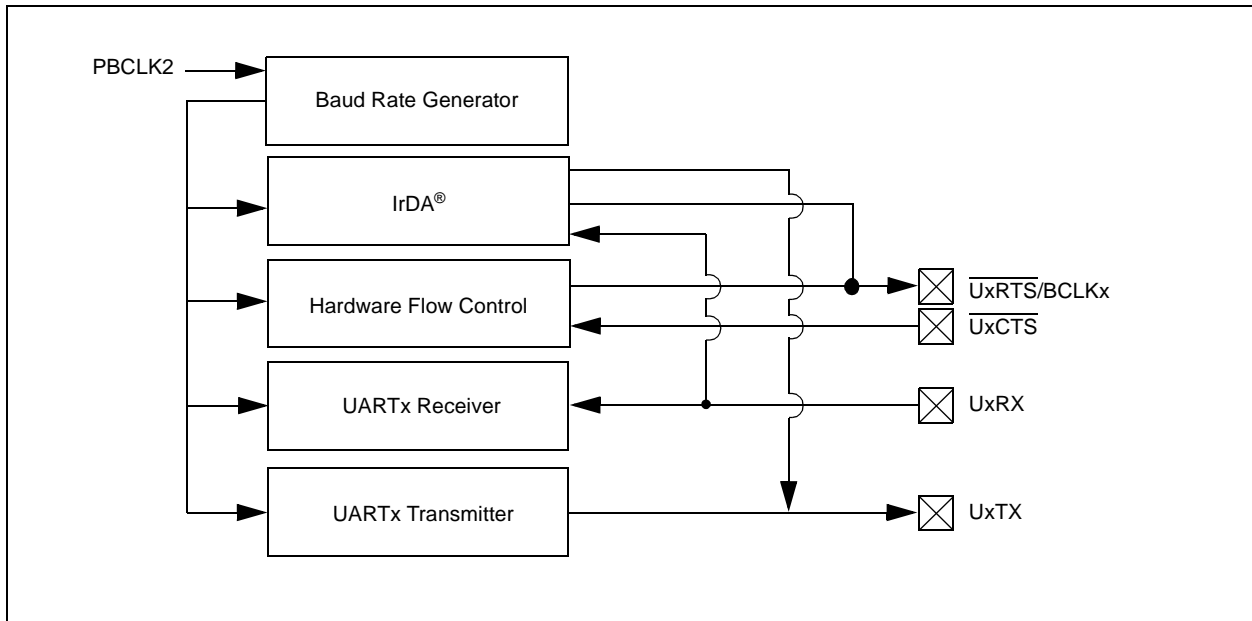 PBCLK2
Baud Rate Generator
IrDA®
Hardware Flow Control
UxRTS/BCLKx
UxCTS
UARTx Receiver
UxRX
UARTx Transmitter
UxTX